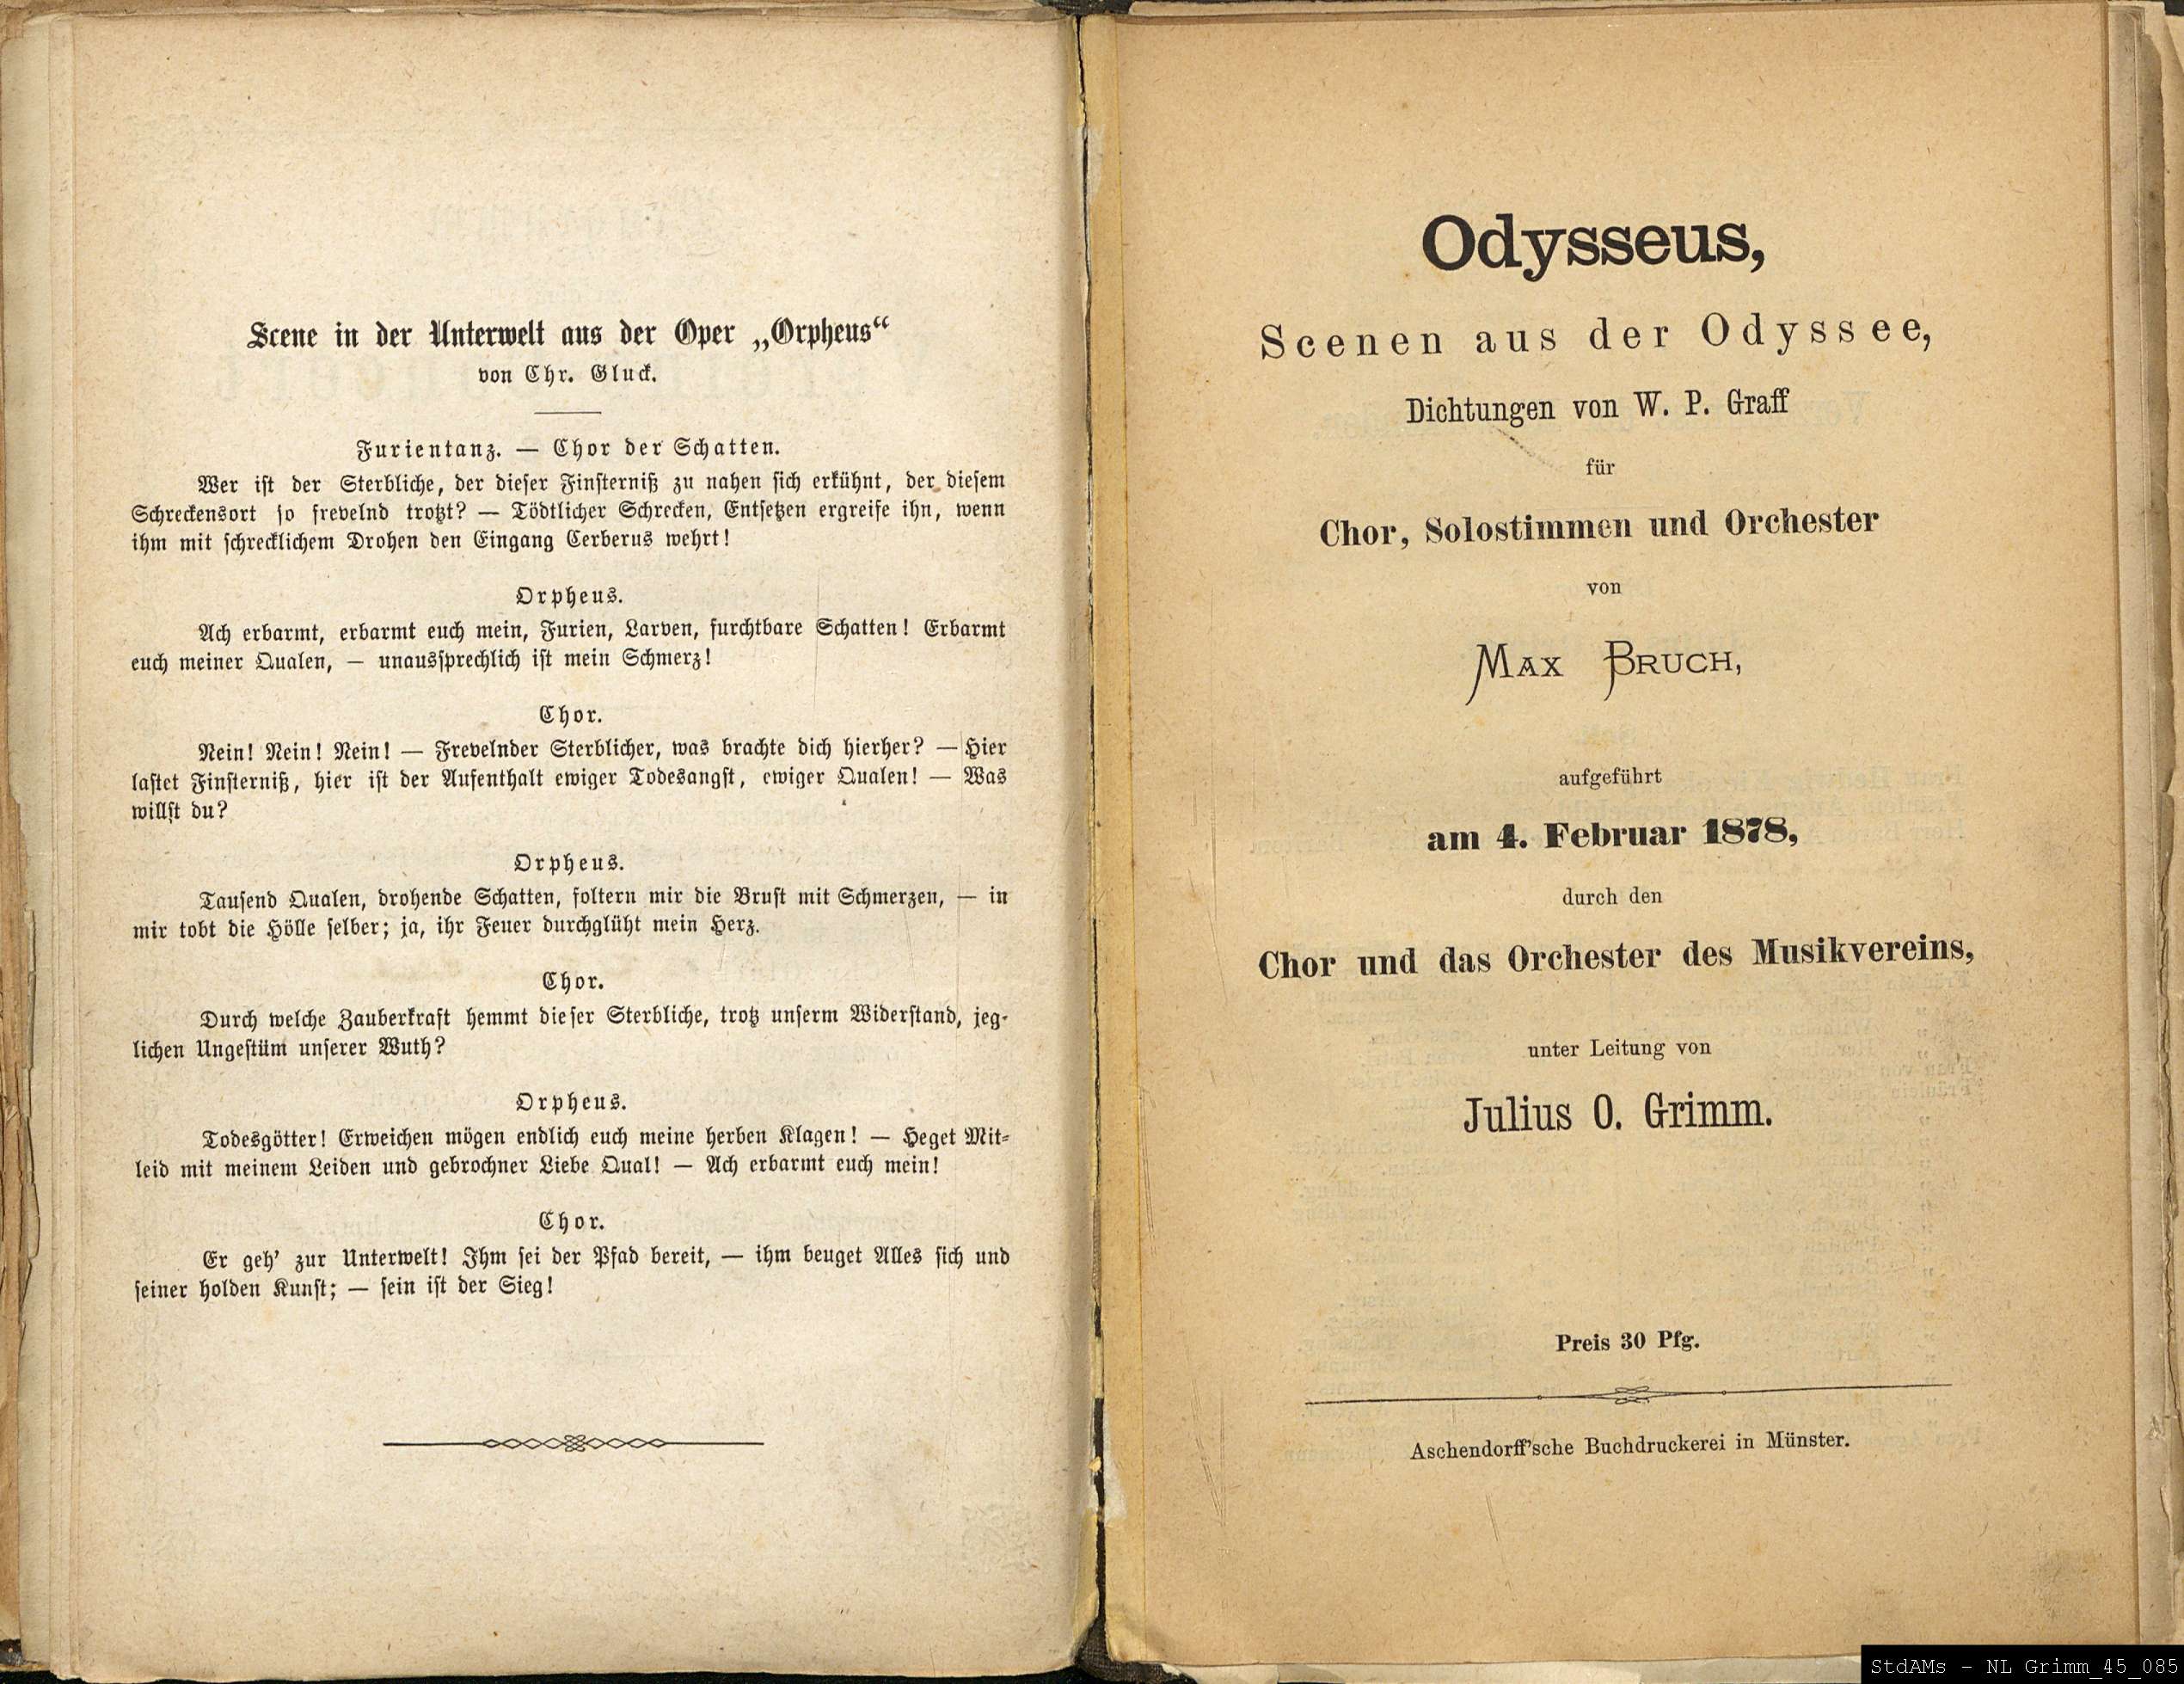 Scene in der Unterwelt aus der Oper „Orpheus“
von Chr. Gluck.
Furientanz. — Chor der Schatten.
Wer ist der Sterbliche, der dieser Finsterniß zu nahen sich erkühnt, der diesem
Schreckensort so frevelnd trotzt? — Tödtlicher Schrecken, Entsetzen ergreife ihn, wenn
ihm mit schrecklichem Drohen den Eingang Cerberus wehrt!
Orpheus.
Ach erbarmt, erbarmt euch mein, Furien, Larven, furchtbare Schatten! Erbarmt
euch meiner Qualen, — unaussprechlich ist mein Schmerz!
Chor.
Nein! Nein! Nein! — Frevelnder Sterblicher, was brachte dich hierher? — Hier
lastet Finsterniß, hier ist der Aufenthalt ewiger Todesangst, ewiger Qualen! — Was
willst du?
Orpheus.
Tausend Qualen, drohende Schatten, foltern mir die Brust mit Schmerzen, — in
mir tobt die Hölle selber; ja, ihr Feuer durchglüht mein Herz.
Chor.
Durch welche Zauberkraft hemmt dieser Sterbliche, trotz unserm Widerstand, jeg-
lichen Ungestüm unserer Wuth?
Orpheus.
Todesgötter! Erweichen mögen endlich euch meine herben Klagen! — Heget Mit-
leid mit meinem Leiden und gebrochner Liebe Qual! — Ach erbarmt euch mein!
Chor.
Er geh’ zur Unterwelt! Ihm sei der Pfad bereit, — ihm beuget Alles sich und
seiner holden Kunst; — sein ist der Sieg!
Odysseus,
Scenen aus der Odyssee,
Dichtungen von W. P. Graff
für
Chor, Solostimmen und Orchester
von
MAX BRUCH,
aufgeführt
am 4. Februar 1878,
durch den
Chor und das Orchester des Musikvereins,
unter Leitung von
Julius O. Grimm.
Preis 30 Pfg.
Aschendorff’sche Buchdruckerei in Münster.
StdAMs - NL Grimm_45_085